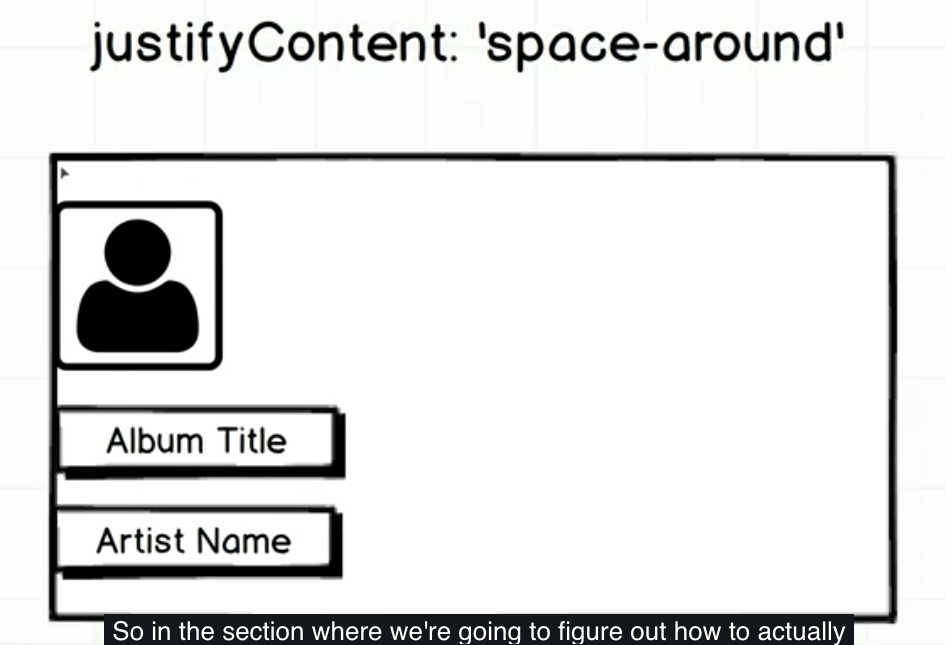 justifyContent: 'space-around'
Album Title
Artist Name
So in the section where we're going to figure out how to actually